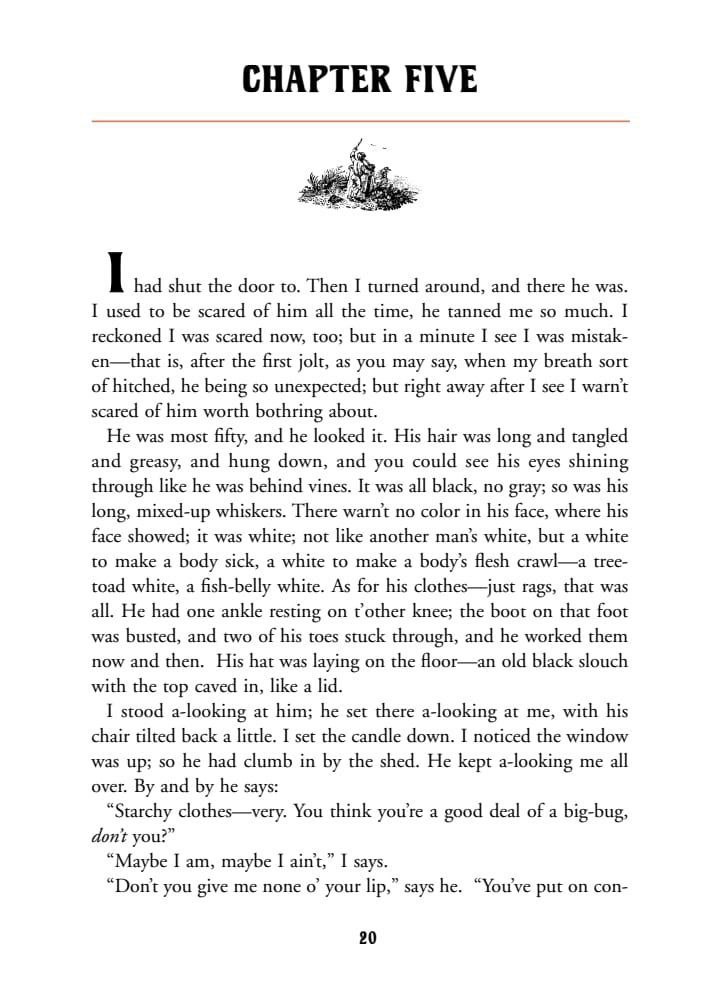 CHAPTER FIVE
I had shut the door to. Then I turned around, and there he was.
I used to be scared of him all the time, he tanned me so much. I
reckoned I was scared now, too; but in a minute I see I was mistak-
en—that is, after the first jolt, as you may say, when my breath sort
of hitched, he being so unexpected; but right away after I see I warn’t
scared of him worth bothring about.
He was most fifty, and he looked it. His hair was long and tangled
and greasy, and hung down, and you could see his eyes shining
through like he was behind vines. It was all black, no gray; so was his
long, mixed-up whiskers. There warn’t no color in his face, where his
face showed; it was white; not like another man’s white, but a white
to make a body sick, a white to make a body’s flesh crawl—a tree-
toad white, a fish-belly white. As for his clothes—just rags, that was
all. He had one ankle resting on t’other knee; the boot on that foot
was busted, and two of his toes stuck through, and he worked them
now and then.  His hat was laying on the floor—an old black slouch
with the top caved in, like a lid.
I stood a-looking at him; he set there a-looking at me, with his
chair tilted back a little. I set the candle down. I noticed the window
was up; so he had clumb in by the shed. He kept a-looking me all
over. By and by he says:
“Starchy clothes—very. You think you’re a good deal of a big-bug,
don’t you?”
“Maybe I am, maybe I ain’t,” I says.
“Don’t you give me none o’ your lip,” says he.  “You’ve put on con-
20